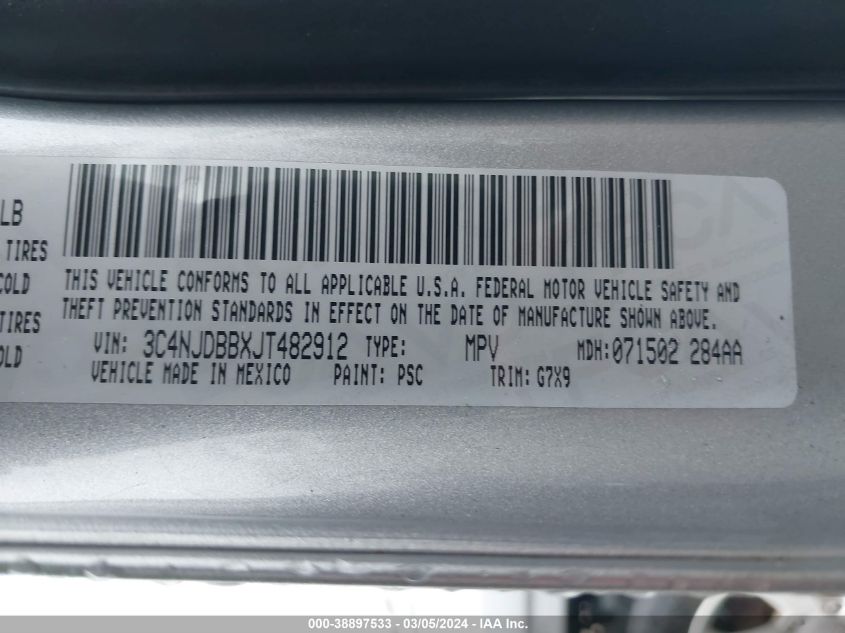 LB
TIRES
COLD
TIRES
OLD
THIS VEHICLE CONFORMS TO ALL APPLICABLE U.S.A. FEDERAL MOTOR VEHICLE SAFETY AND
THEFT PREVENTION STANDARDS IN EFFECT ON THE DATE OF MANUFACTURE SHOWN ABOVE.
VIN: 3C4NJDBBXJT482912 TYPE: MPV MDH:071502 284AA
VEHICLE MADE IN MEXICO PAINT: PSC TRIM: G7X9
000-38897533 - 03/05/2024 - IAA Inc.